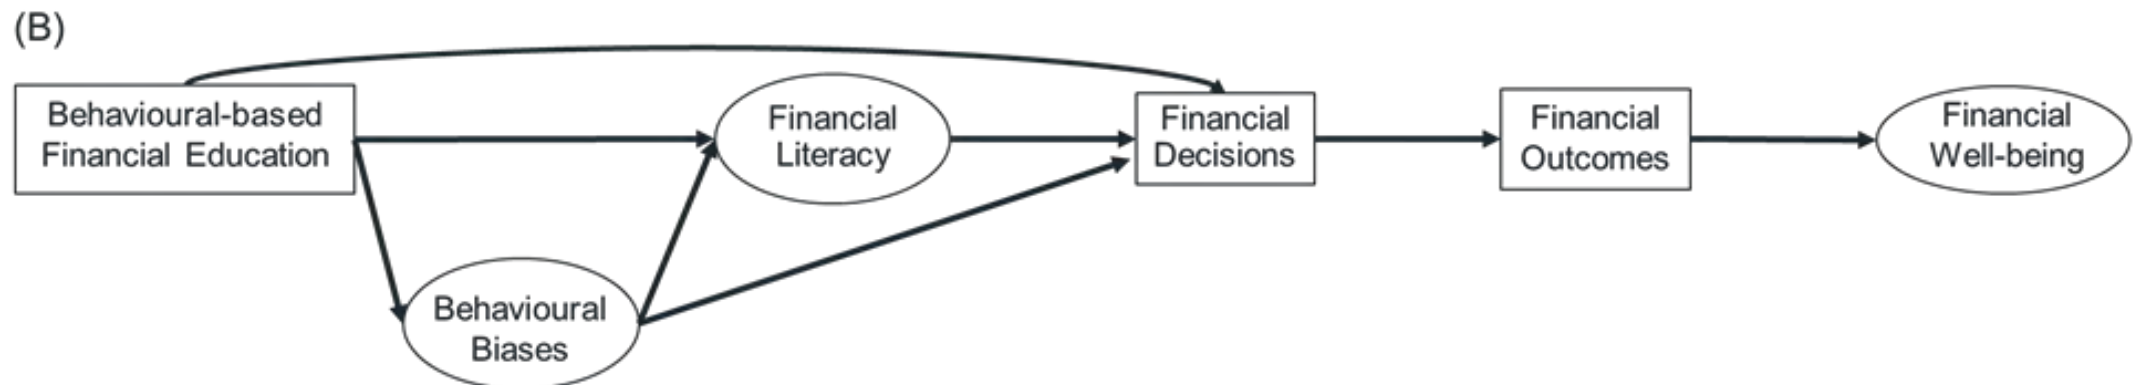 (B)
Behavioural-based
Financial Education
Financial
Literacy
Financial
Decisions
Financial
Outcomes
Financial
Well-being
Behavioural
Biases